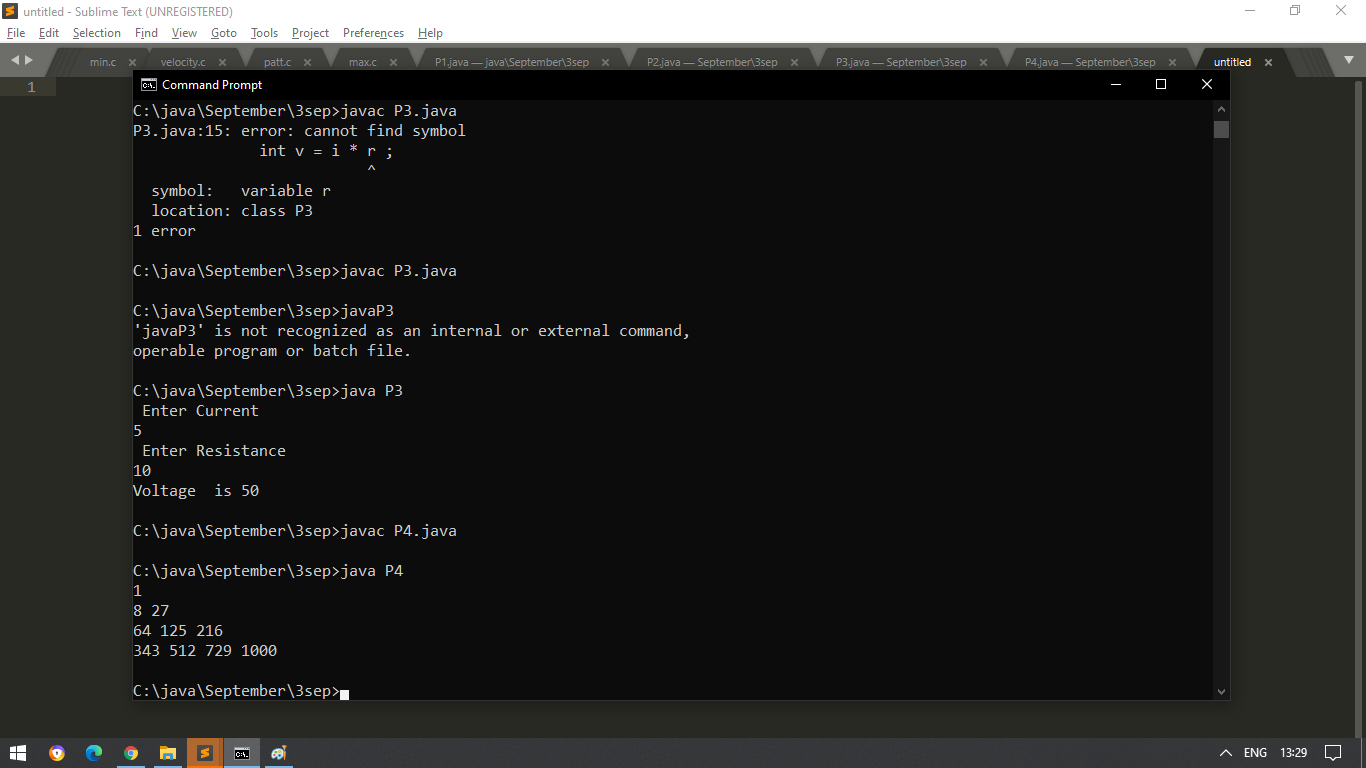 untitled - Sublime Text (UNREGISTERED)
File Edit Selection Find View Goto Tools Project Preferences Help
min.c velocity.c patt.c max.c P1.java — java\September\3sep P2.java — September\3sep P3.java — September\3sep P4.java — September\3sep untitled
1
Command Prompt
C:\java\September\3sep>javac P3.java
P3.java:15: error: cannot find symbol
              int v = i * r ;
                          ^
  symbol:   variable r
  location: class P3
1 error
C:\java\September\3sep>javac P3.java
C:\java\September\3sep>javaP3
'javaP3' is not recognized as an internal or external command,
operable program or batch file.
C:\java\September\3sep>java P3
 Enter Current
5
 Enter Resistance
10
Voltage  is 50
C:\java\September\3sep>javac P4.java
C:\java\September\3sep>java P4
1
8 27
64 125 216
343 512 729 1000
C:\java\September\3sep>
ENG 13:29